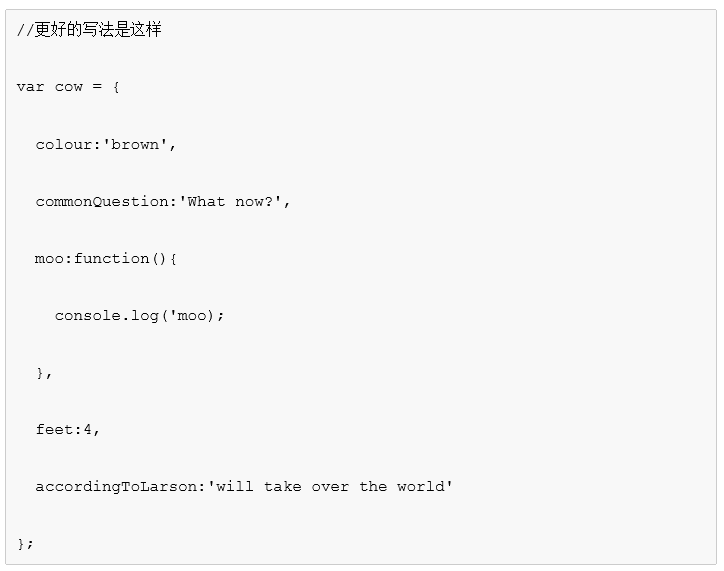 //更好的写法是这样
var cow = {
colour:'brown',
commonQuestion:'What now?',
moo:function(){
console.log('moo);
},
feet:4,
accordingToLarson:'will take over the world'
};